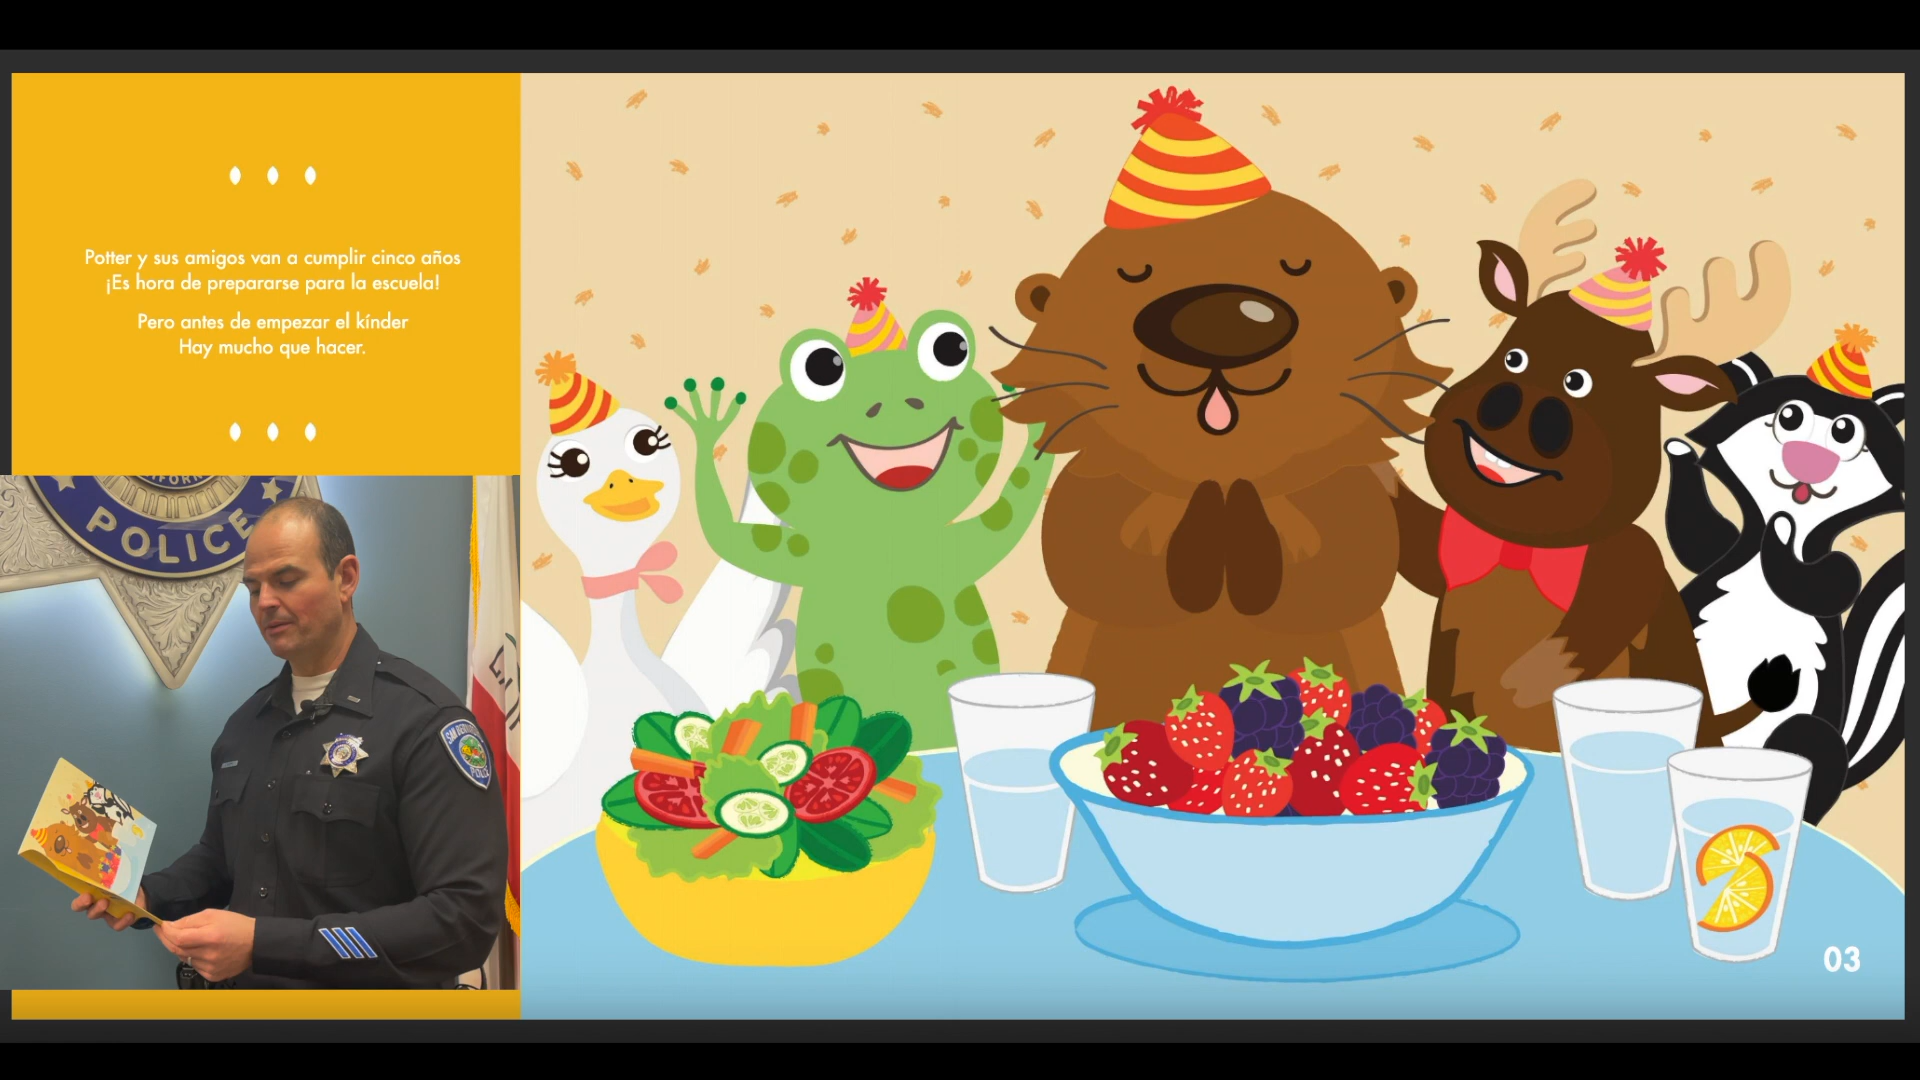 Potter y sus amigos van a cumplir cinco años
¡Es hora de prepararse para la escuela!
Pero antes de empezar el kínder
Hay mucho que hacer.
POLICE
POLICE
03